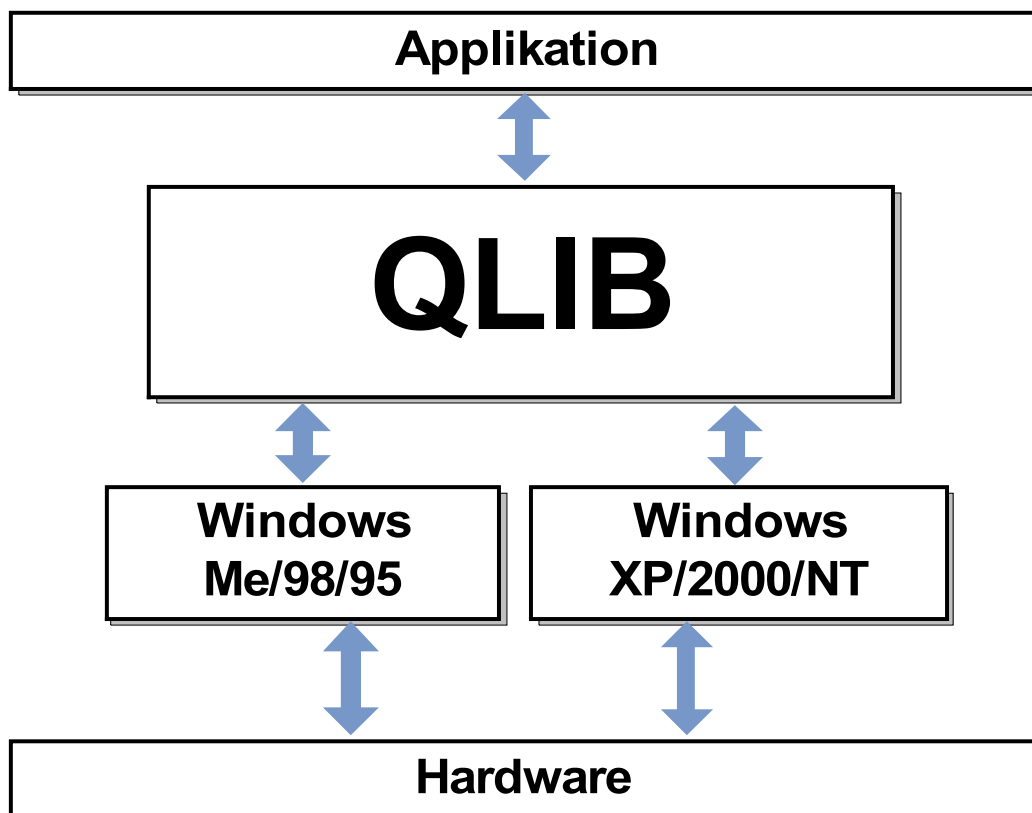 Applikation
QLIB
Windows
Me/98/95
Windows
XP/2000/NT
Hardware